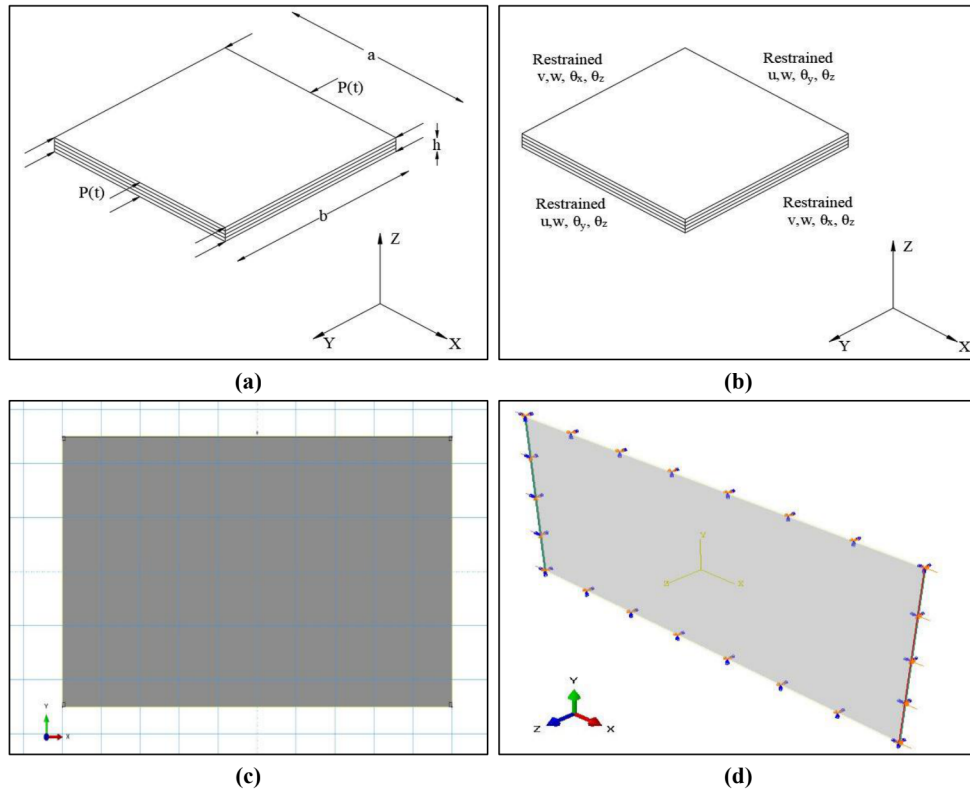 a
P(t)
h
P(t)
b
Z
Y
X
(a)
Restrained
v,w, θx, θz
Restrained
u,w, θy, θz
Restrained
u,w, θy, θz
Restrained
v,w, θx, θz
Z
Y
X
(b)
Y
X
(c)
Y
Z
X
(d)